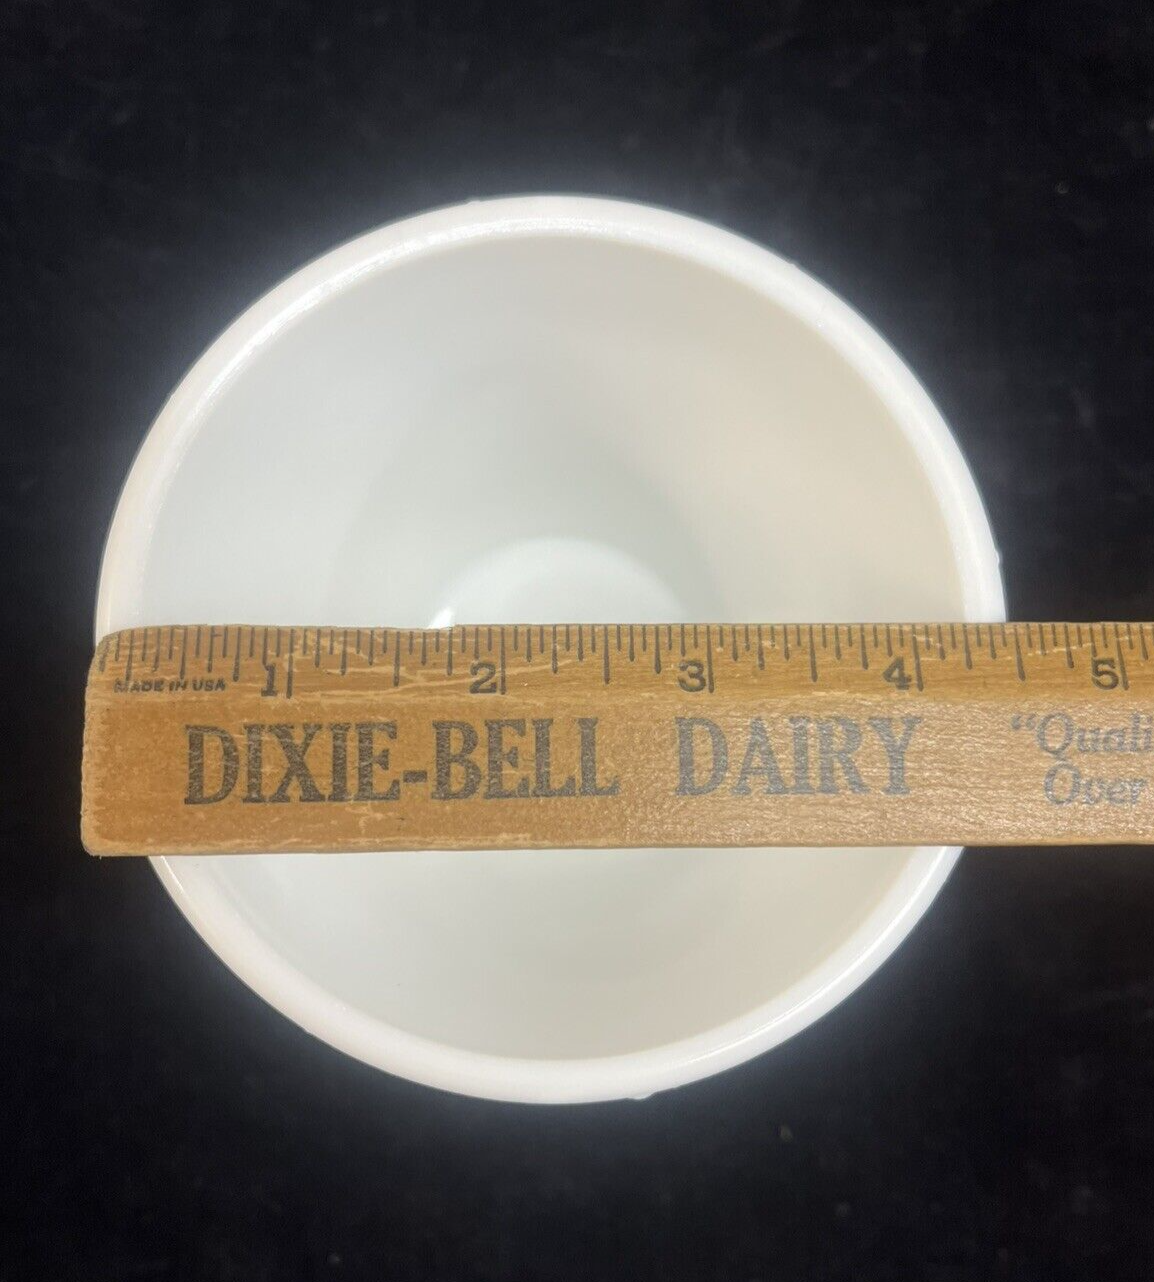 1 2 3 4 5
MADE IN USA
DIXIE-BELL DAIRY
"Quali
Over